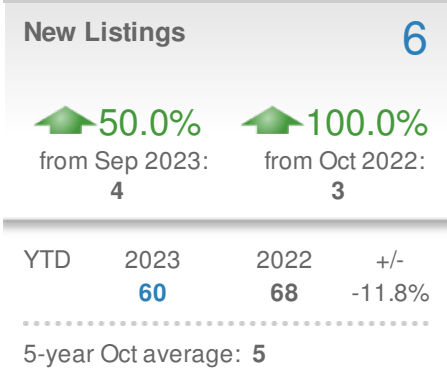 New Listings 6
50.0% 100.0%
from Sep 2023: from Oct 2022:
4 3
YTD 2023 2022 +/-
60 68 -11.8%
5-year Oct average: 5